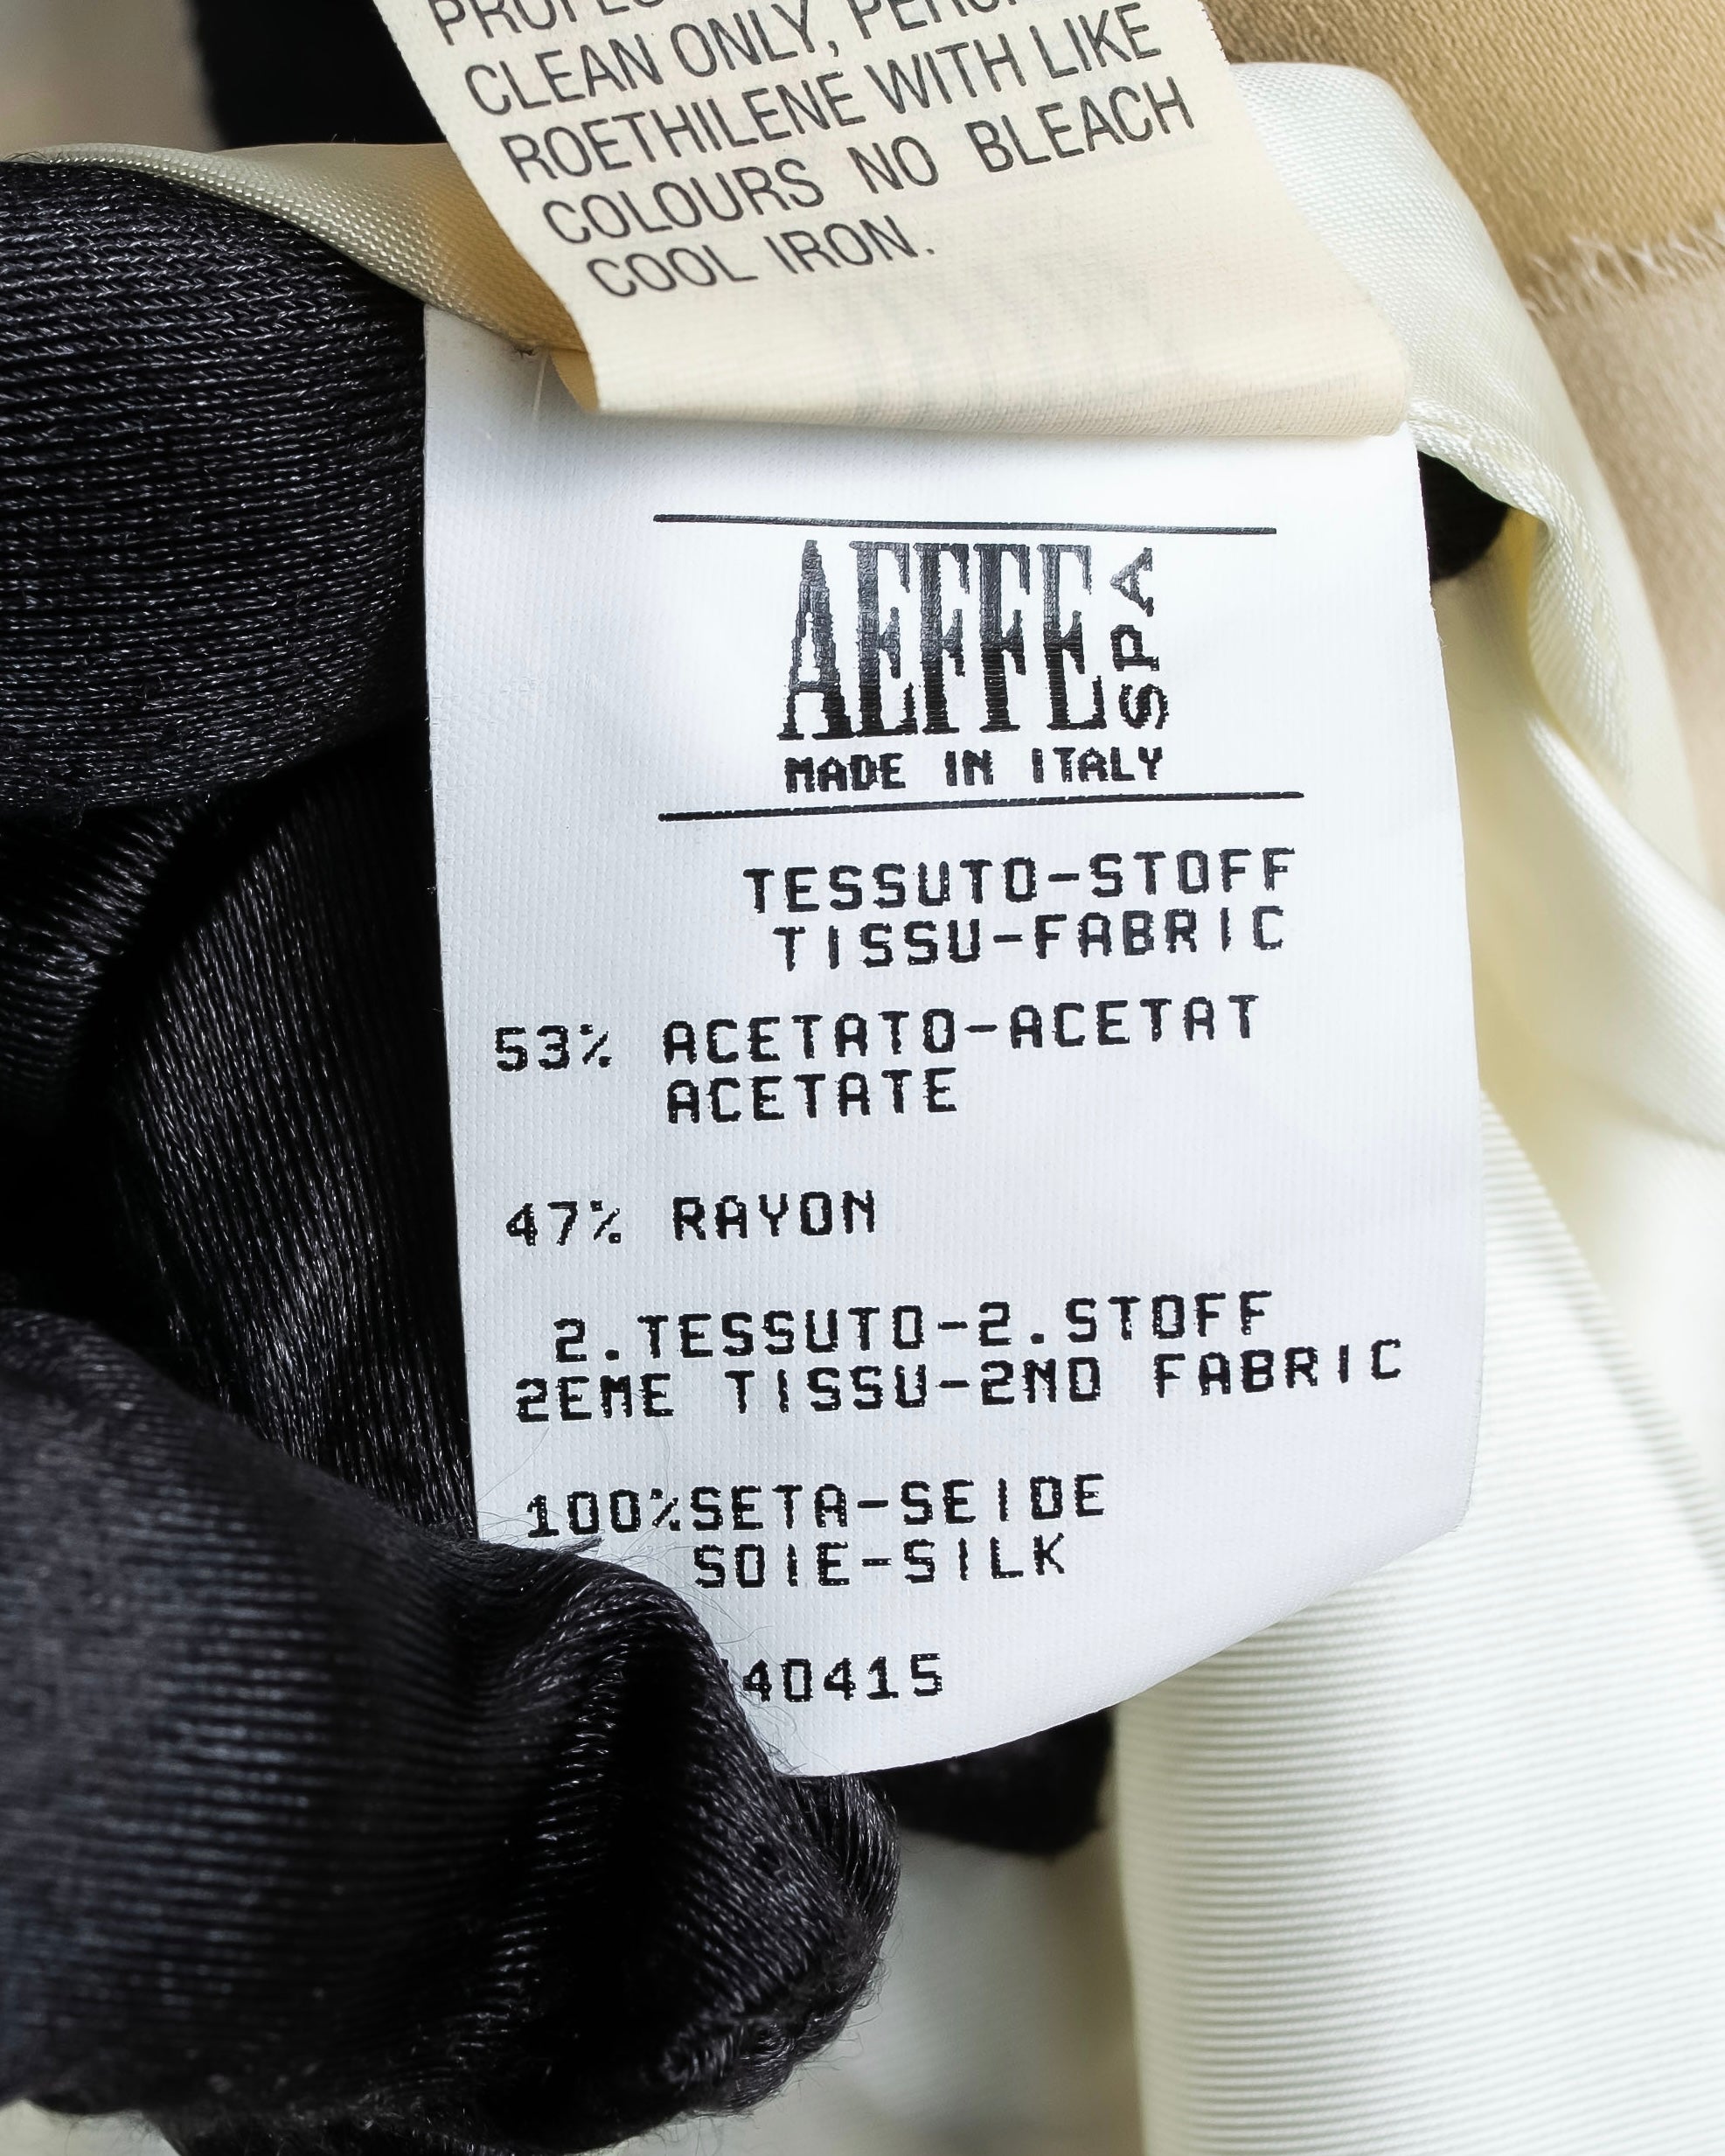 CLEAN ONLY,
ROETHILENE WITH LIKE
COLOURS NO BLEACH
COOL IRON.
AEFFE SPA
MADE IN ITALY
TESSUTO-STOFF
TISSU-FABRIC
53% ACETATO-ACETAT
ACETATE
47% RAYON
2.TESSUTO-2.STOFF
2EME TISSU-2ND FABRIC
100%SETA-SEIDE
SOIE-SILK
40415